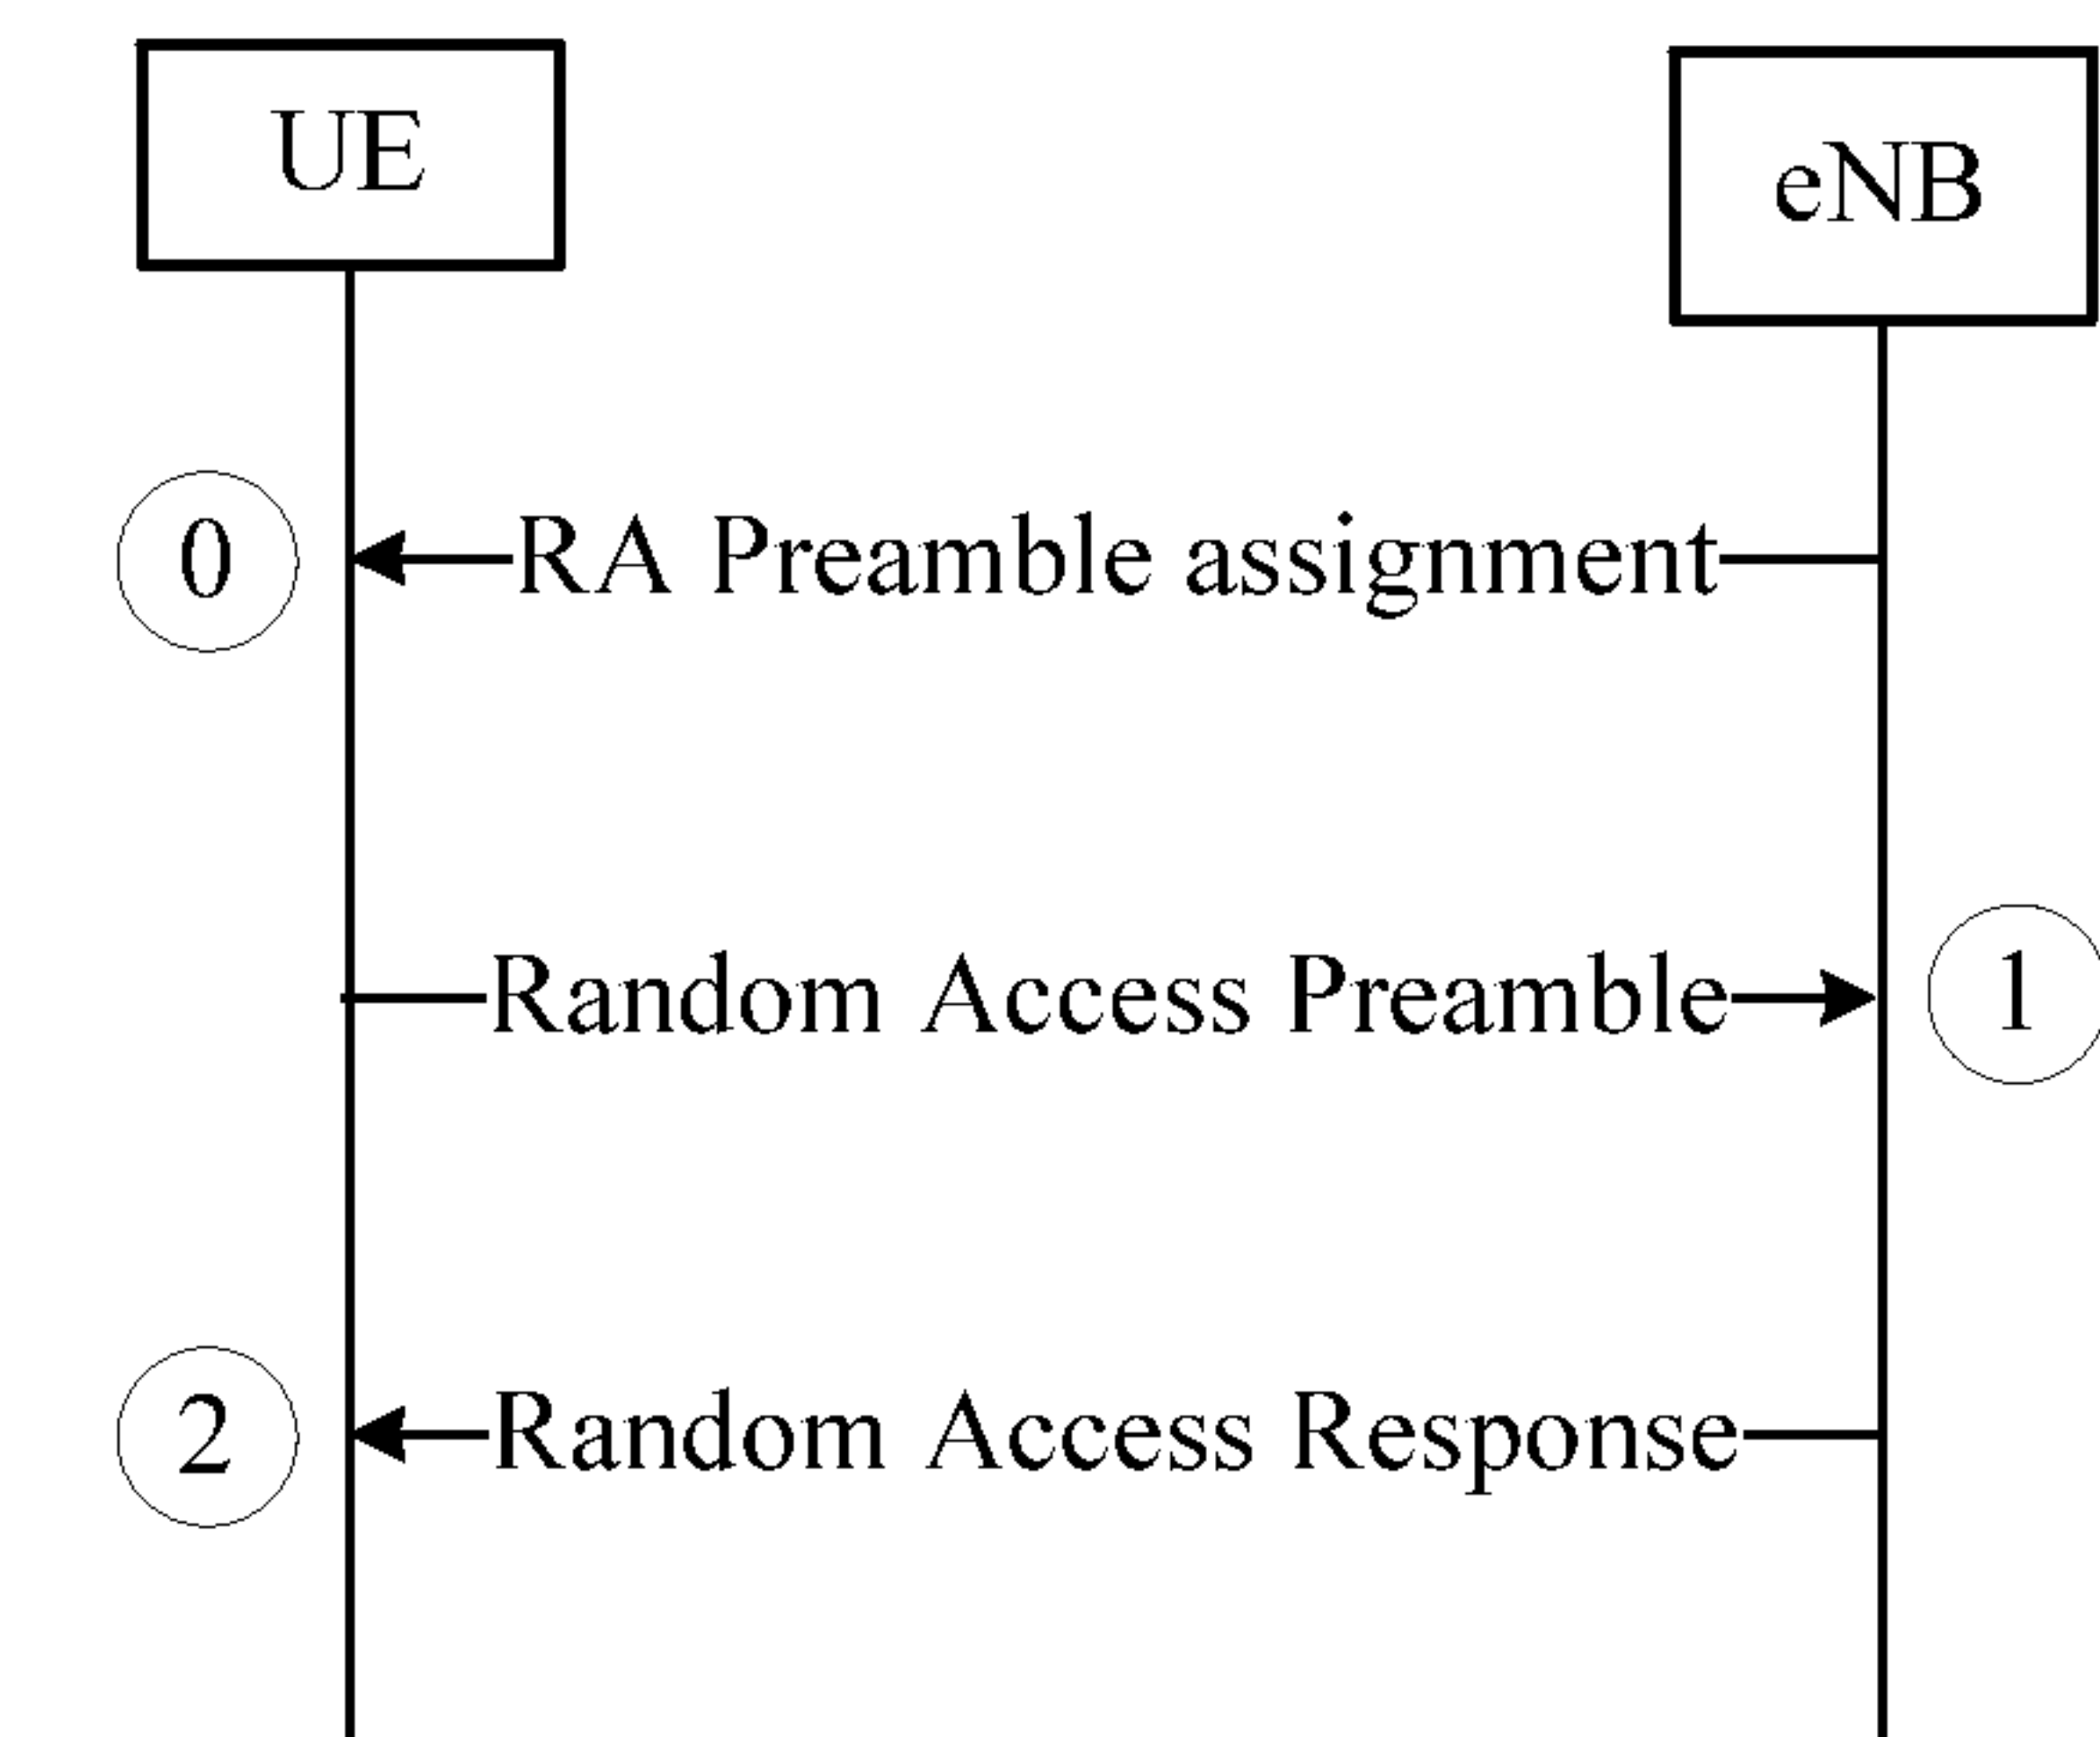 UE
eNB
0
RA Preamble assignment
Random Access Preamble
1
2
Random Access Response